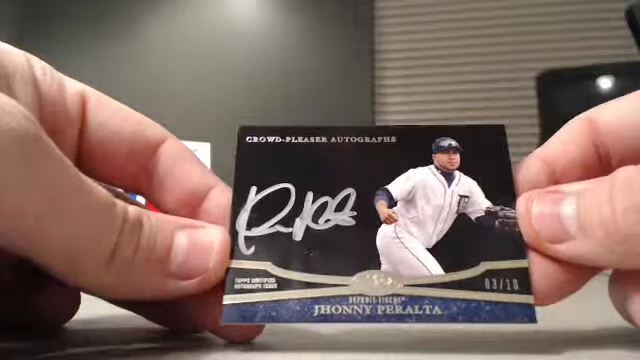 CROWD-PLEASER AUTOGRAPHS
TOPPS CERTIFIED
AUTOGRAPH ISSUE
03/10
DETROIT TIGERS
JHONNY PERALTA